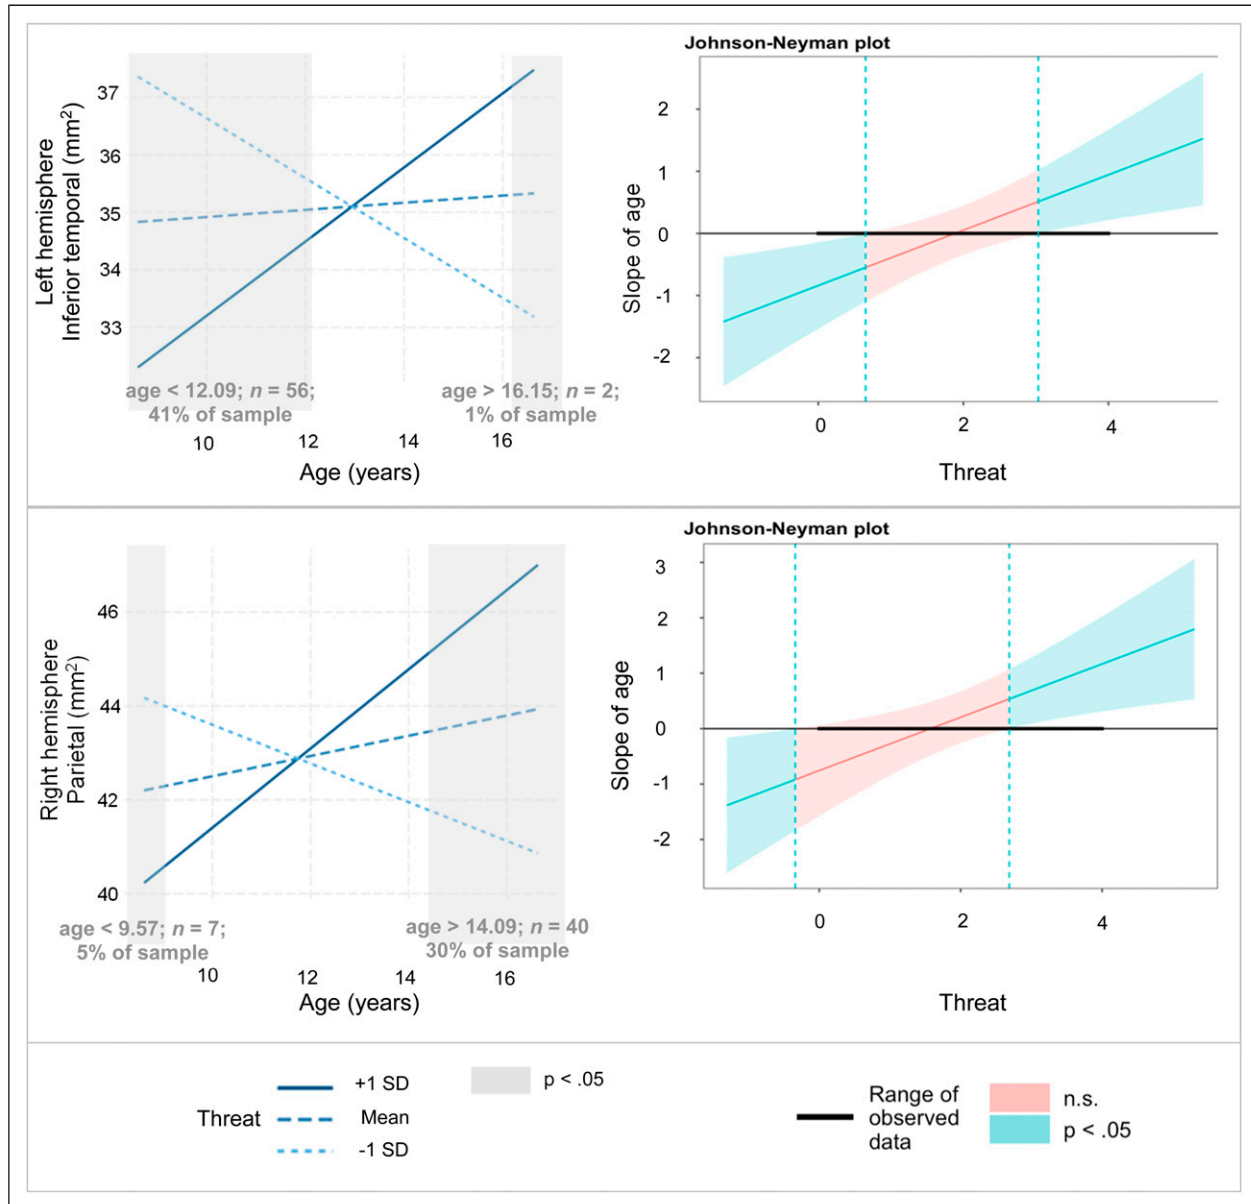 Left hemisphere
Inferior temporal (mm²)
37
36
35
34
33
age < 12.09; n = 56;
41% of sample
age > 16.15; n = 2;
1% of sample
10
12
14
16
Age (years)
Johnson-Neyman plot
Slope of age
2
1
0
-1
-2
0
2
4
Threat
Right hemisphere
Parietal (mm²)
46
44
42
40
age < 9.57; n = 7;
5% of sample
age > 14.09; n = 40
30% of sample
10
12
14
16
Age (years)
Johnson-Neyman plot
Slope of age
3
2
1
0
-1
-2
0
2
4
Threat
Threat
+1 SD
Mean
-1 SD
p < .05
Range of
observed
data
n.s.
p < .05